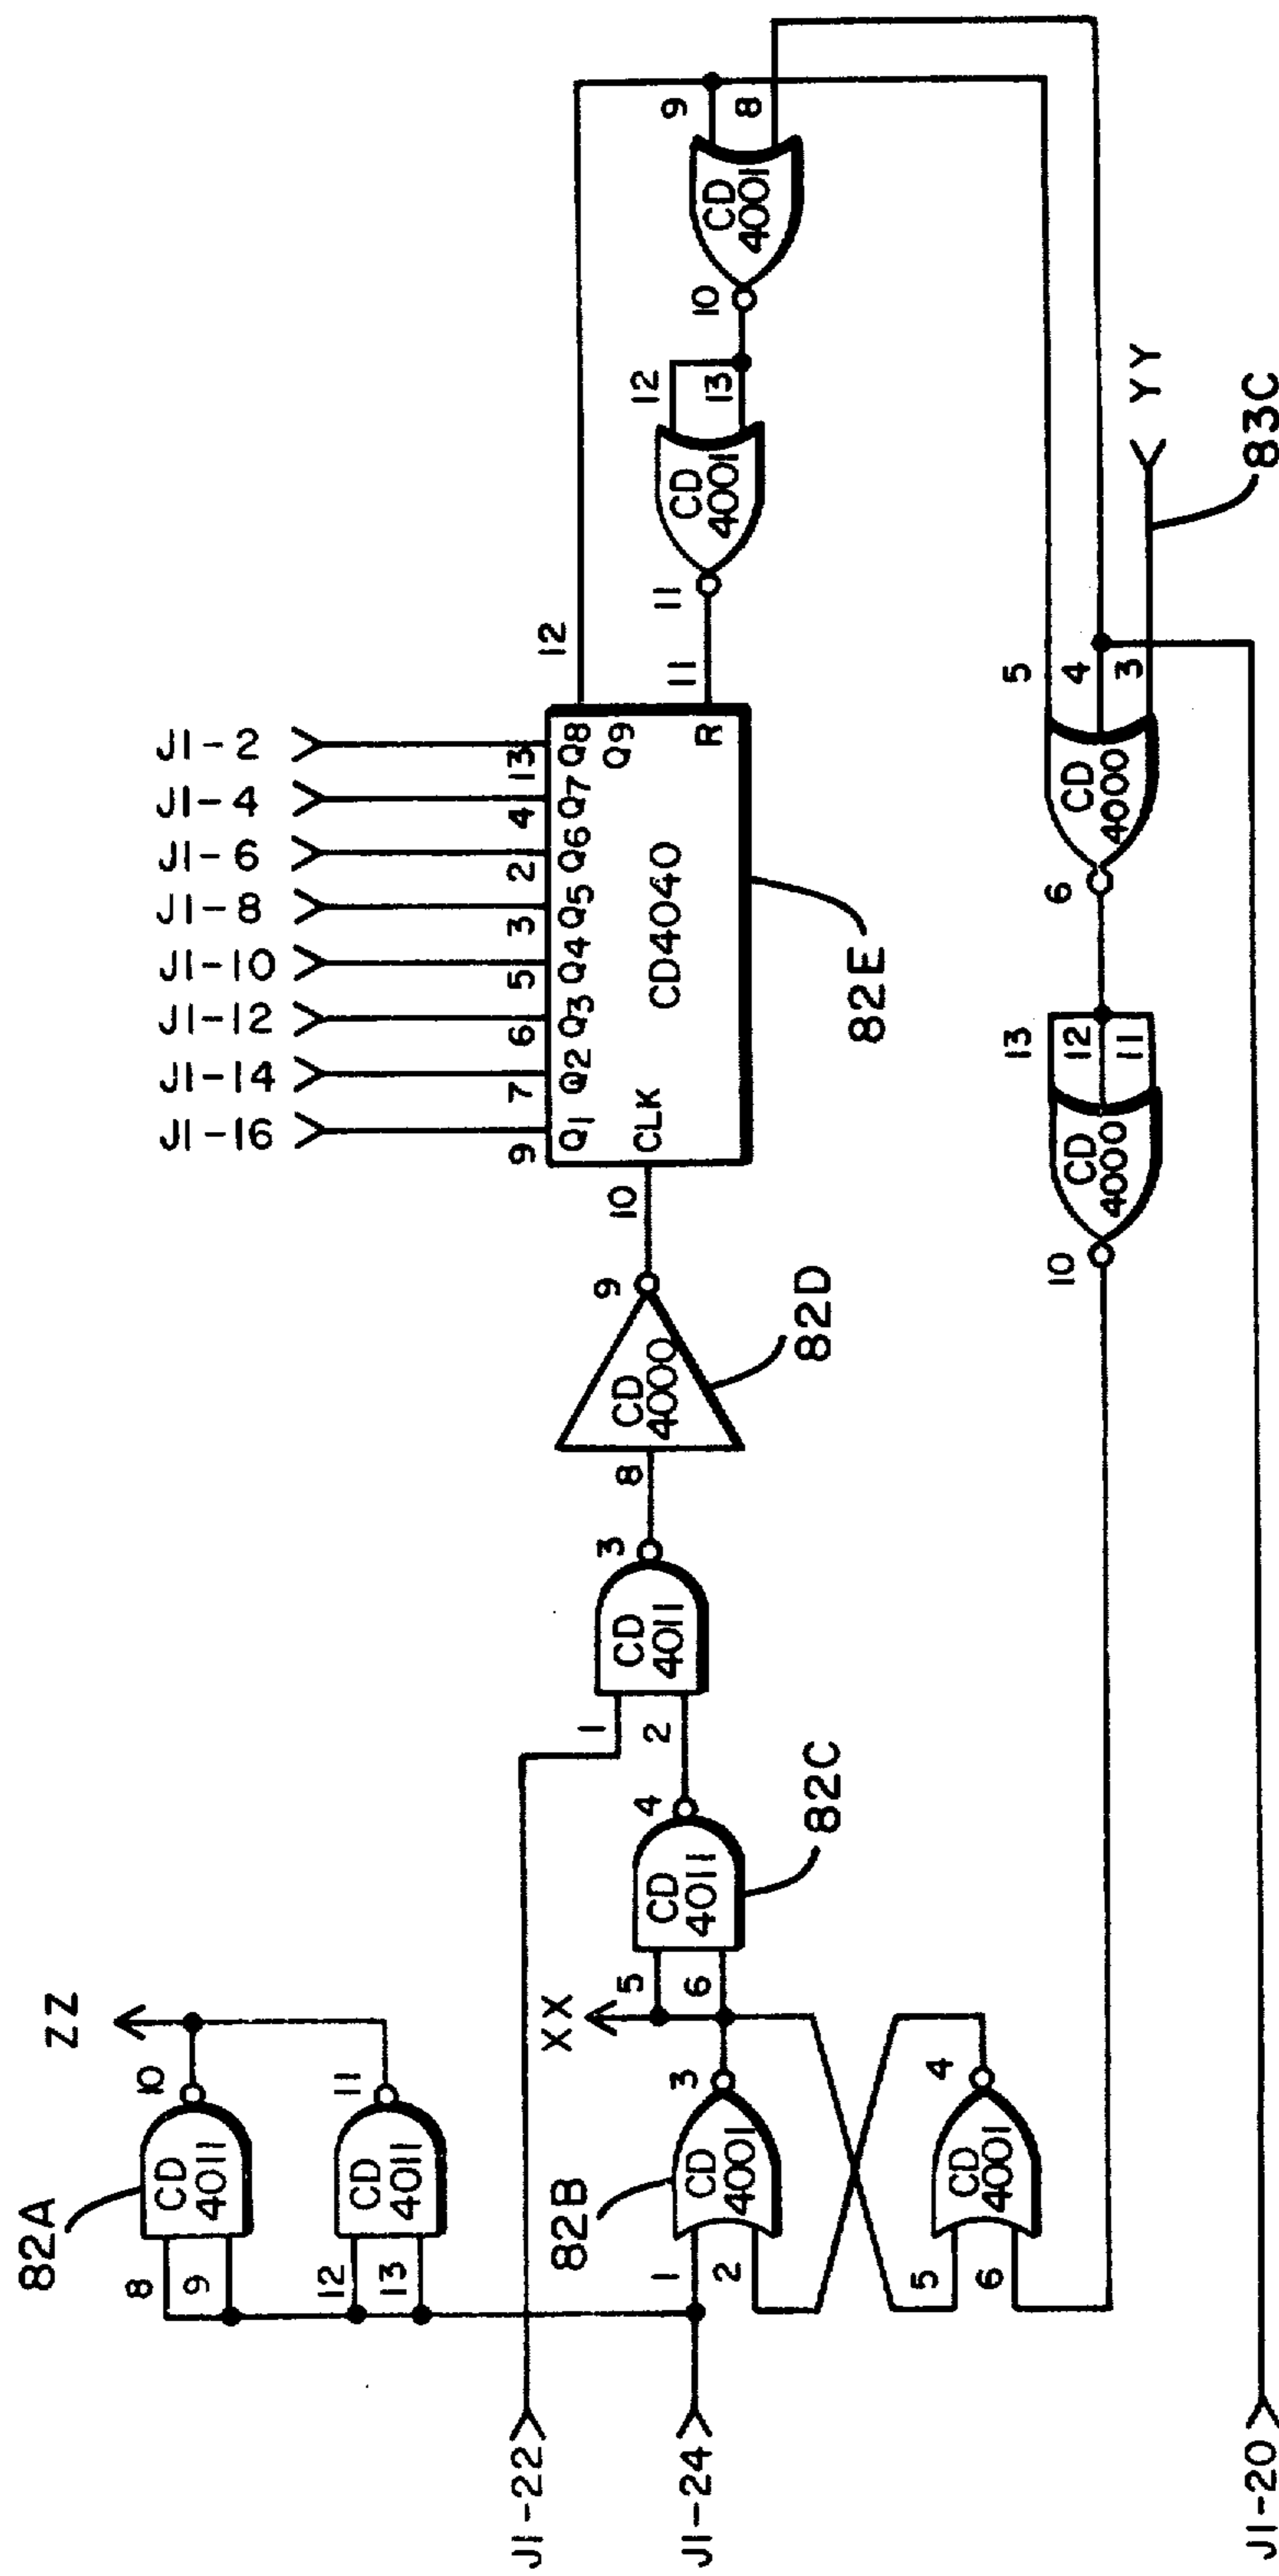 J1-2
J1-4
J1-6
J1-8
J1-10
J1-12
J1-14
J1-16
9
7
6
5
3
2
4
13
Q1
Q2
Q3
Q4
Q5
Q6
Q7
Q8
Q9
CLK
R
CD4040
82E
12
11
10
82A
8
9
CD
4011
10
ZZ
12
13
CD
4011
11
J1-22
J1-24
82B
1
2
CD
4001
3
XX
5
6
CD
4001
4
5
6
CD
4011
4
82C
1
2
CD
4011
3
8
CD
4000
9
82D
11
CD
4001
12
13
10
CD
4001
9
8
10
CD
4000
13
12
11
6
CD
4000
5
4
3
YY
83C
J1-20